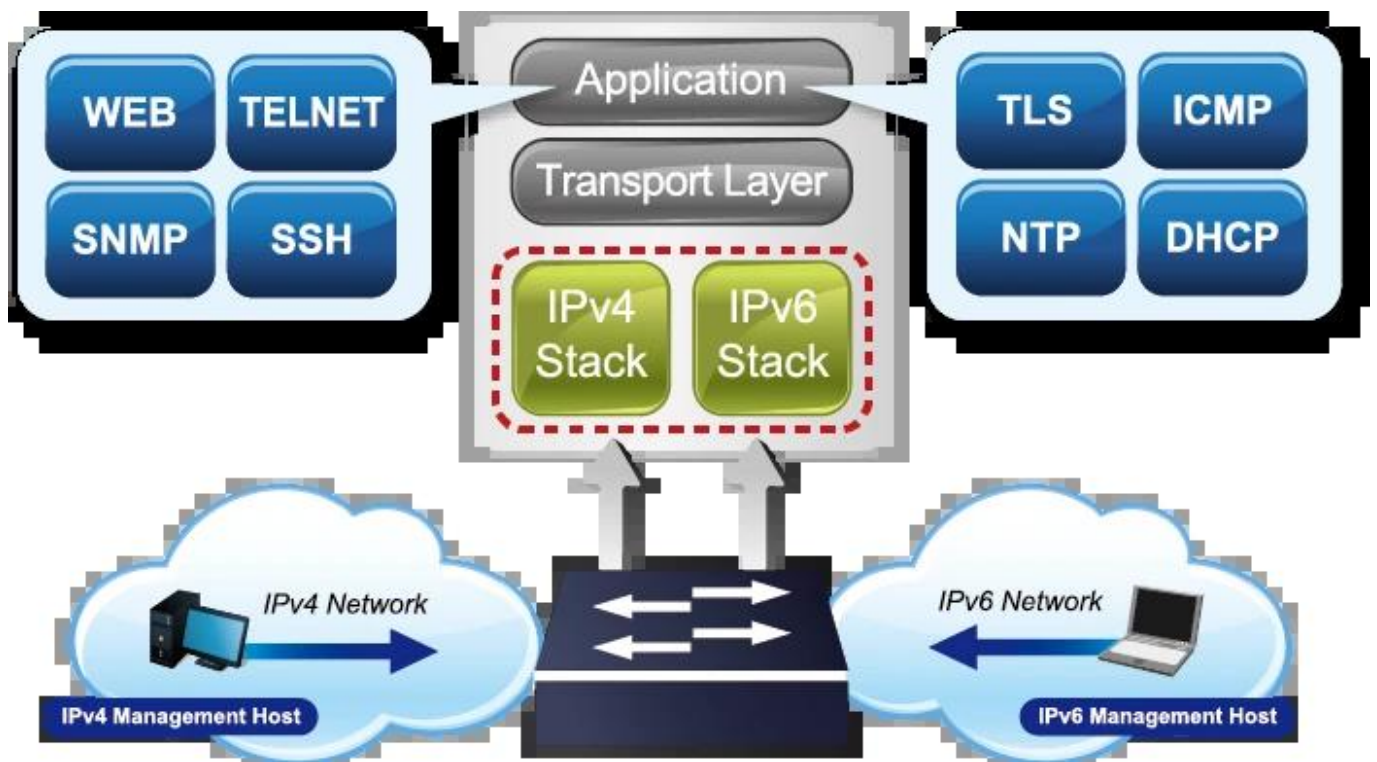 WEB
TELNET
SNMP
SSH
Application
Transport Layer
IPv4
Stack
IPv6
Stack
TLS
ICMP
NTP
DHCP
IPv4 Network
IPv4 Management Host
IPv6 Network
IPv6 Management Host